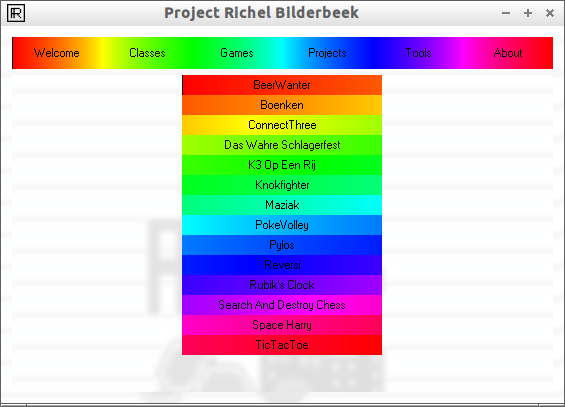 Project Richel Bilderbeek
Welcome Classes Games Projects Tools About
BeerWanter
Boenken
ConnectThree
Das Wahre Schlagerfest
K3 Op Een Rij
Knokfighter
Maziak
PokeVolley
Pylos
Reversi
Rubik's Clock
Search And Destroy Chess
Space Harry
TicTacToe